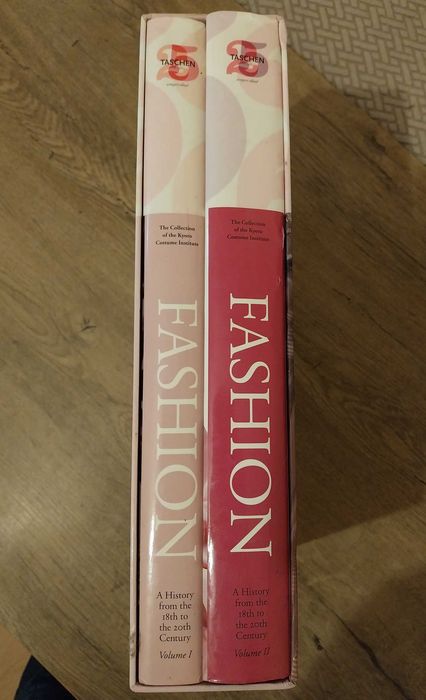 25
TASCHEN
The Collection
of the Kyoto
Costume Institute
FASHION
A History
from the
18th to
the 20th
Century
Volume I
25
TASCHEN
The Collection
of the Kyoto
Costume Institute
FASHION
A History
from the
18th to
the 20th
Century
Volume II